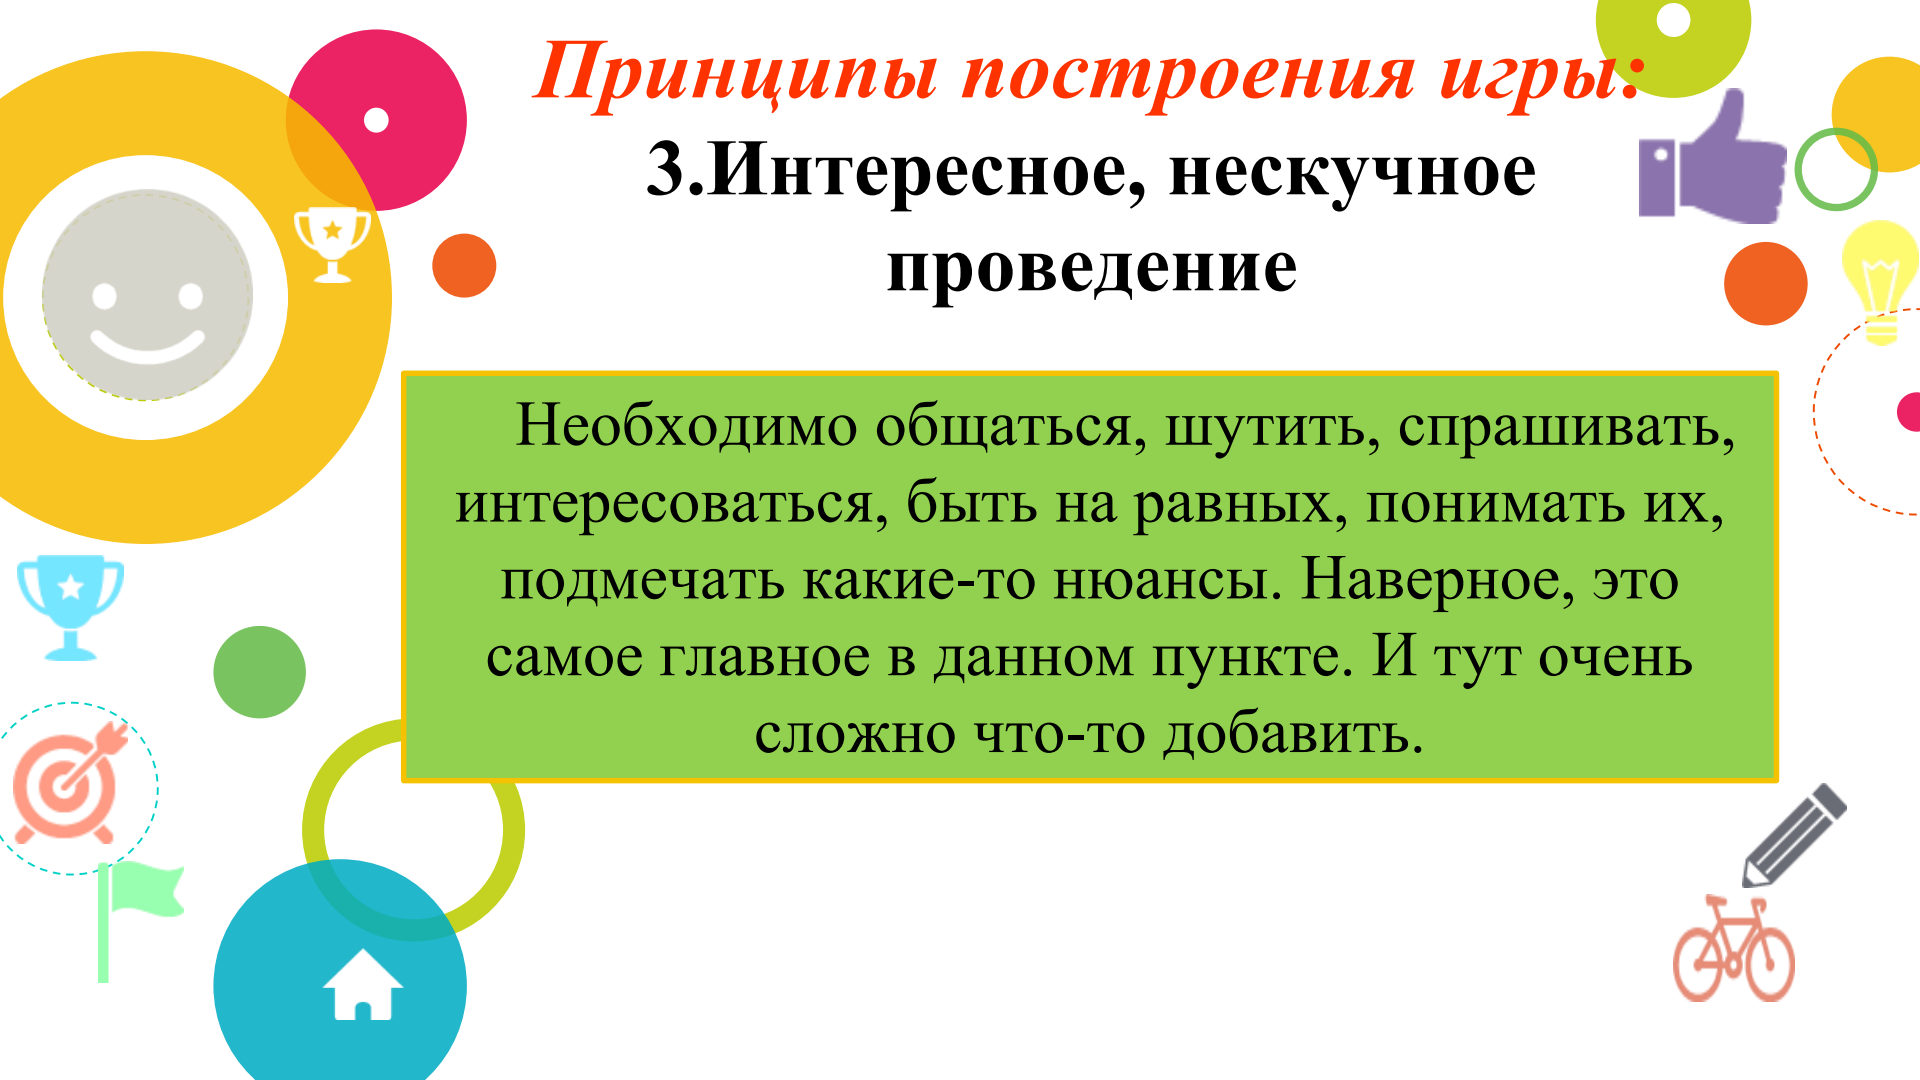 Принципы построения игры:
3.Интересное, нескучное
проведение
Необходимо общаться, шутить, спрашивать,
интересоваться, быть на равных, понимать их,
подмечать какие-то нюансы. Наверное, это
самое главное в данном пункте. И тут очень
сложно что-то добавить.